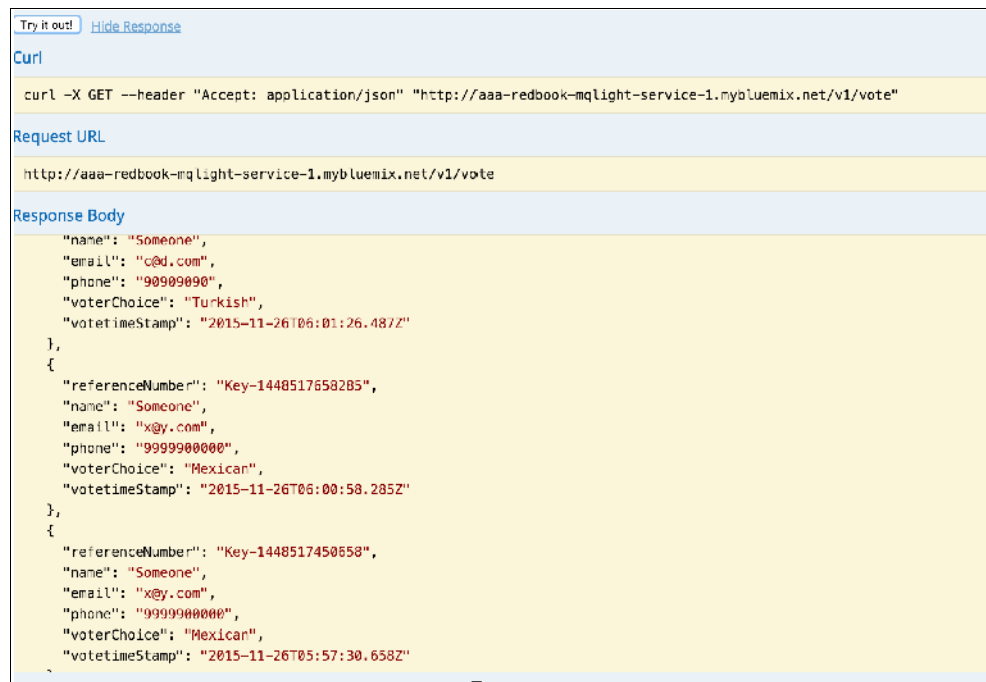 Try it out! Hide Response
Curl
curl -X GET --header "Accept: application/json" "http://aaa-redbook-mqlight-service-1.mybluemix.net/v1/vote"
Request URL
http://aaa-redbook-mqlight-service-1.mybluemix.net/v1/vote
Response Body
"name": "Someone",
"email": "c@d.com",
"phone": "90909090",
"voterChoice": "Turkish",
"votetimeStamp": "2015-11-26T06:01:26.487Z"
},
{
"referenceNumber": "Key-1448517658285",
"name": "Someone",
"email": "x@y.com",
"phone": "9999900000",
"voterChoice": "Mexican",
"votetimeStamp": "2015-11-26T06:00:58.285Z"
},
{
"referenceNumber": "Key-1448517450658",
"name": "Someone",
"email": "x@y.com",
"phone": "9999900000",
"voterChoice": "Mexican",
"votetimeStamp": "2015-11-26T05:57:30.658Z"